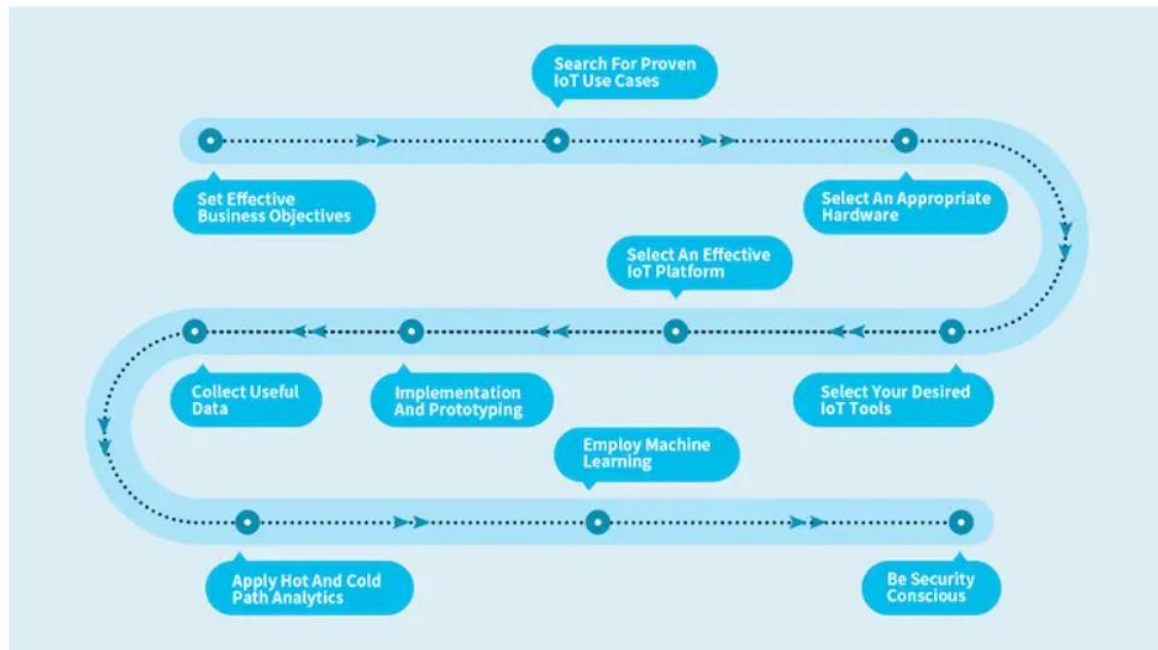 Search For Proven
IoT Use Cases
Set Effective
Business Objectives
Select An Appropriate
Hardware
Select An Effective
IoT Platform
Collect Useful
Data
Implementation
And Prototyping
Select Your Desired
IoT Tools
Employ Machine
Learning
Apply Hot And Cold
Path Analytics
Be Security
Conscious